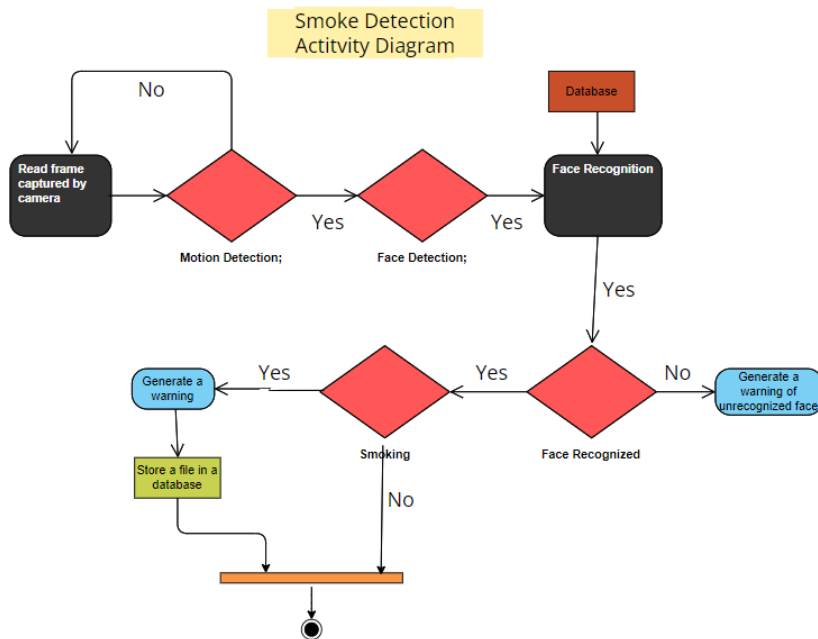 Smoke Detection
Actitvity Diagram
No
Database
Read frame
captured by
camera
Face Recognition
Yes
Yes
Motion Detection;
Face Detection;
Yes
Yes
Yes
No
Generate a
warning
Generate a
warning of
unrecognized face
Smoking
Face Recognized
Store a file in a
database
No